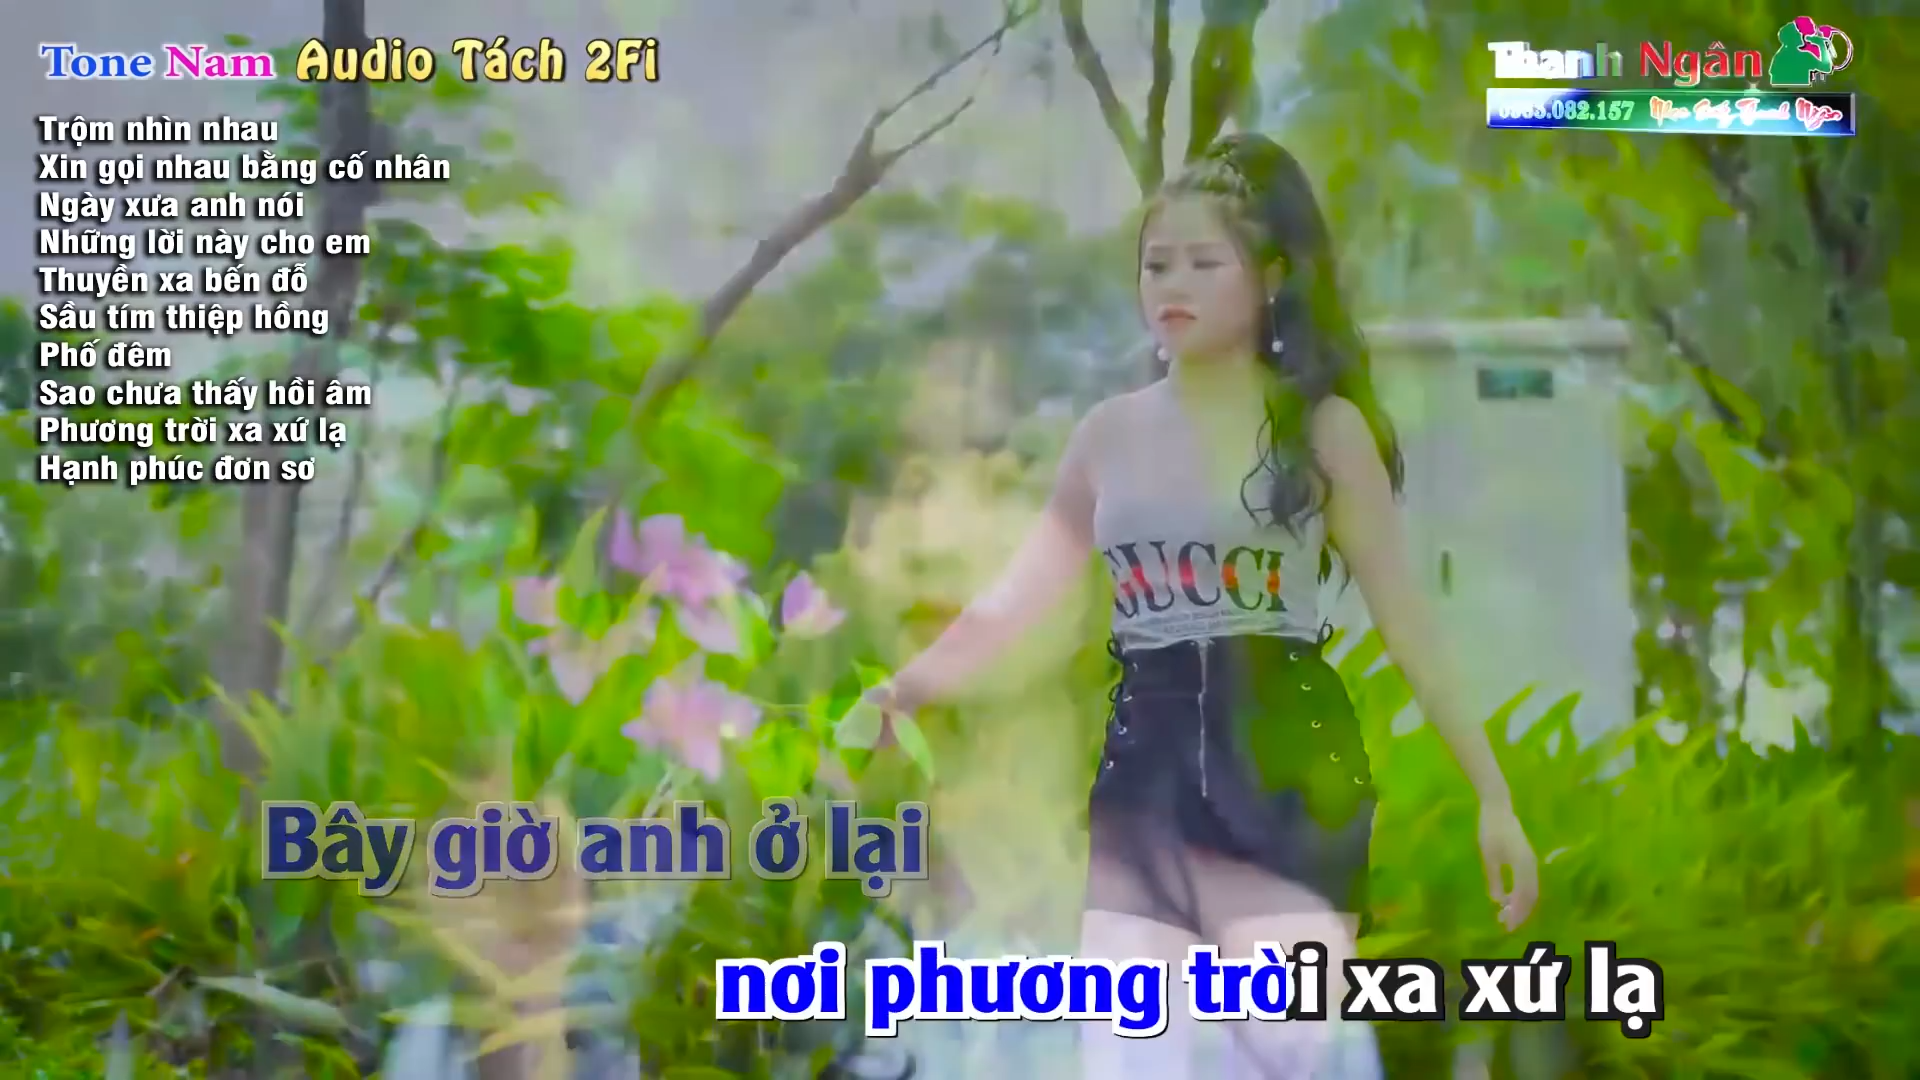 Tone Nam Audio Tách 2Fi
Thanh Ngân
082.157
Trộm nhìn nhau
Xin gọi nhau bằng cố nhân
Ngày xưa anh nói
Những lời này cho em
Thuyền xa bến đỗ
Sầu tím thiệp hồng
Phố đêm
Sao chưa thấy hồi âm
Phương trời xa xứ lạ
Hạnh phúc đơn sơ
GUCCI
Bây giờ anh ở lại
nơi phương trời xa xứ lạ